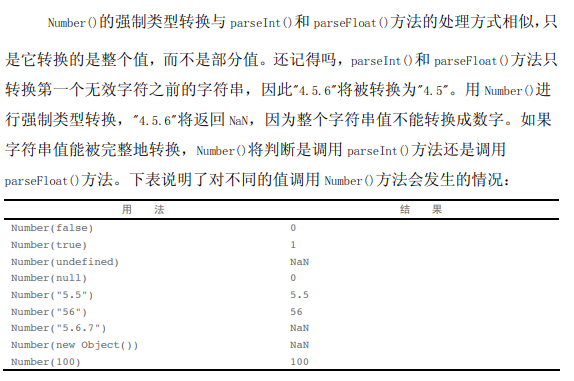 Number()的强制类型转换与 parseInt()和 parseFloat()方法的处理方式相似，只
是它转换的是整个值，而不是部分值。还记得吗，parseInt()和 parseFloat()方法只
转换第一个无效字符之前的字符串，因此"4.5.6"将被转换为"4.5"。用 Number()进
行强制类型转换，"4.5.6"将返回 NaN，因为整个字符串值不能转换成数字。如果
字符串值能被完整地转换，Number()将判断是调用 parseInt()方法还是调用
parseFloat()方法。下表说明了对不同的值调用 Number()方法会发生的情况：
用 法 结 果
Number(false) 0
Number(true) 1
Number(undefined) NaN
Number(null) 0
Number("5.5") 5.5
Number("56") 56
Number("5.6.7") NaN
Number(new Object()) NaN
Number(100) 100